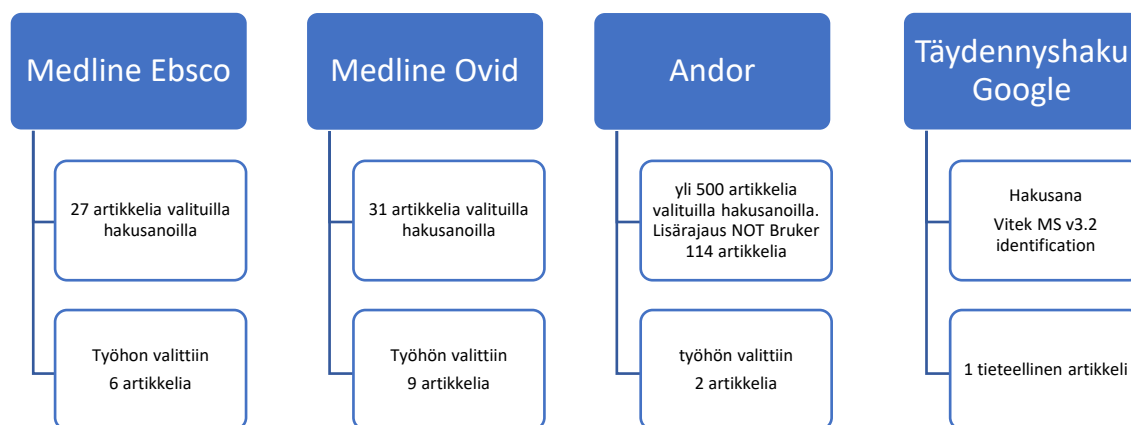 Medline Ebsco
27 artikkelia valituilla
hakusanoilla
Työhon valittiin
6 artikkelia
Medline Ovid
31 artikkelia valituilla
hakusanoilla
Työhön valittiin
9 artikkelia
Andor
yli 500 artikkelia
valituilla hakusanoilla.
Lisärajaus NOT Bruker
114 artikkelia
työhön valittiin
2 artikkelia
Täydennyshaku
Google
Hakusana
Vitek MS v3.2
identification
1 tieteellinen artikkeli